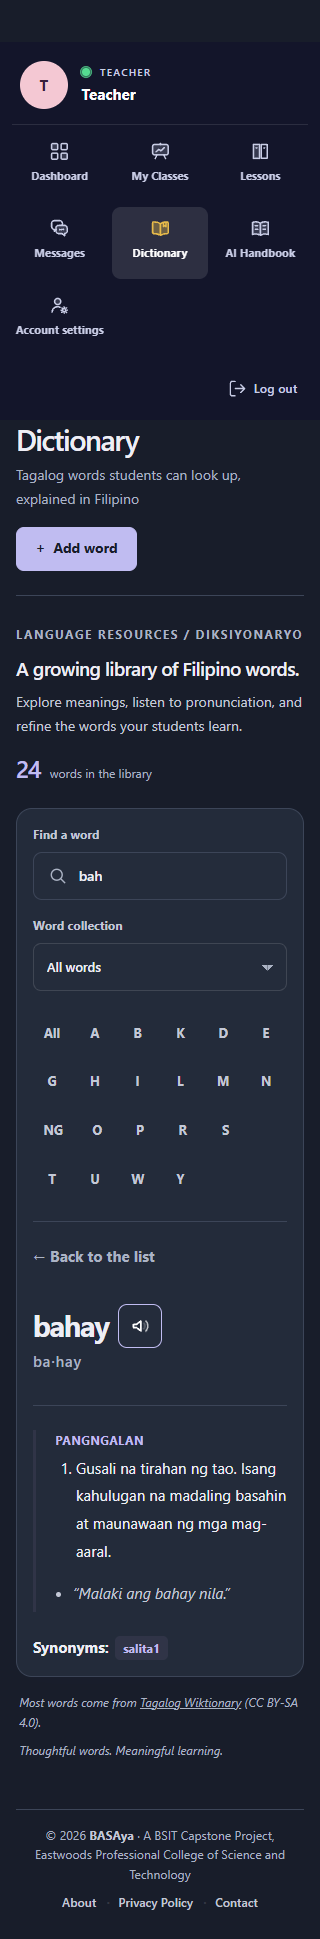 T
TEACHER
Teacher
Dashboard
My Classes
Lessons
Messages
Dictionary
AI Handbook
Account settings
Log out
Dictionary
Tagalog words students can look up,
explained in Filipino
+ Add word
LANGUAGE RESOURCES / DIKSIYONARYO
A growing library of Filipino words.
Explore meanings, listen to pronunciation, and
refine the words your students learn.
24 words in the library
Find a word
bah
Word collection
All words
All A B K D E
G H I L M N
NG O P R S
T U W Y
← Back to the list
bahay
ba·hay
PANGNGALAN
1. Gusali na tirahan ng tao. Isang
kahulugan na madaling basahin
at maunawaan ng mga mag-
aaral.
• “Malaki ang bahay nila.”
Synonyms: salita1
Most words come from Tagalog Wiktionary (CC BY-SA
4.0).
Thoughtful words. Meaningful learning.
© 2026 BASAya · A BSIT Capstone Project,
Eastwoods Professional College of Science and
Technology
About · Privacy Policy · Contact